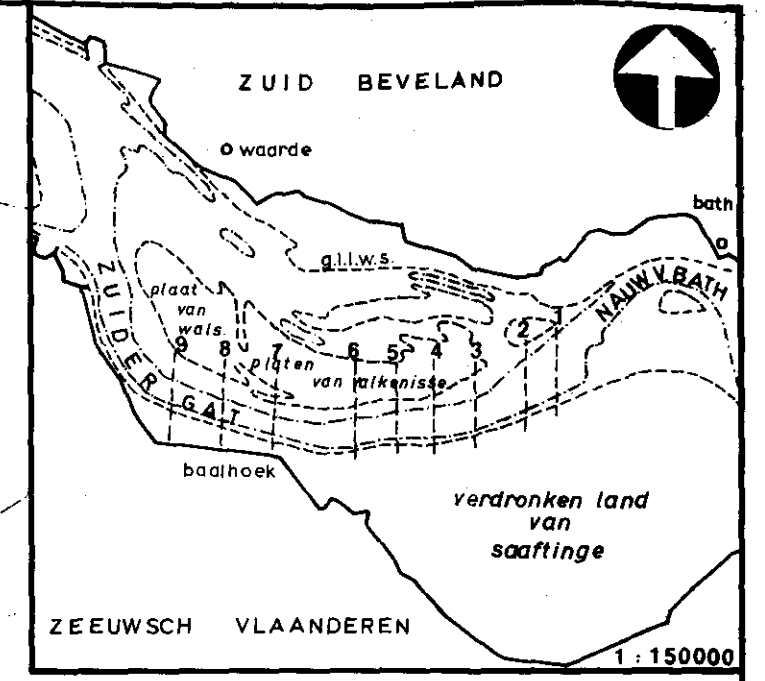 ZUID BEVELAND
waarde
bath
g.l.l.w.s.
NAUW V. BATH
ZUIDER GAT
plaat
van
wals.
1
2
3
4
5
6
7
8
9
platen
van valkenisse
baalhoek
verdronken land
van
saaftinge
ZEEUWSCH VLAANDEREN
1 : 150000